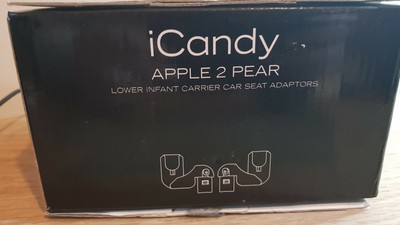 iCandy
APPLE 2 PEAR
LOWER INFANT CARRIER CAR SEAT ADAPTORS